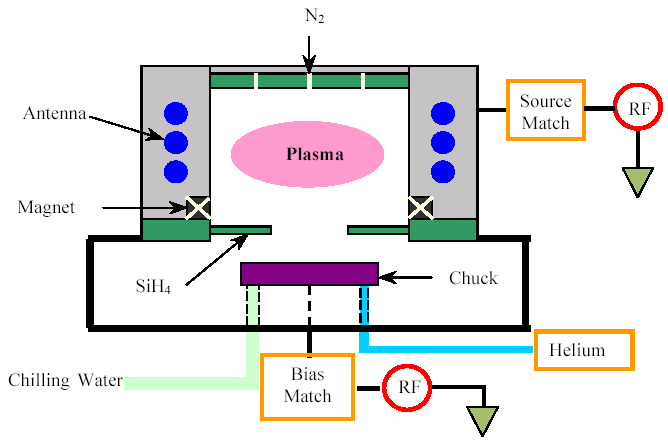 N₂
Antenna
Plasma
Source
Match
RF
Magnet
SiH₄
Chuck
Helium
Chilling Water
Bias
Match
RF